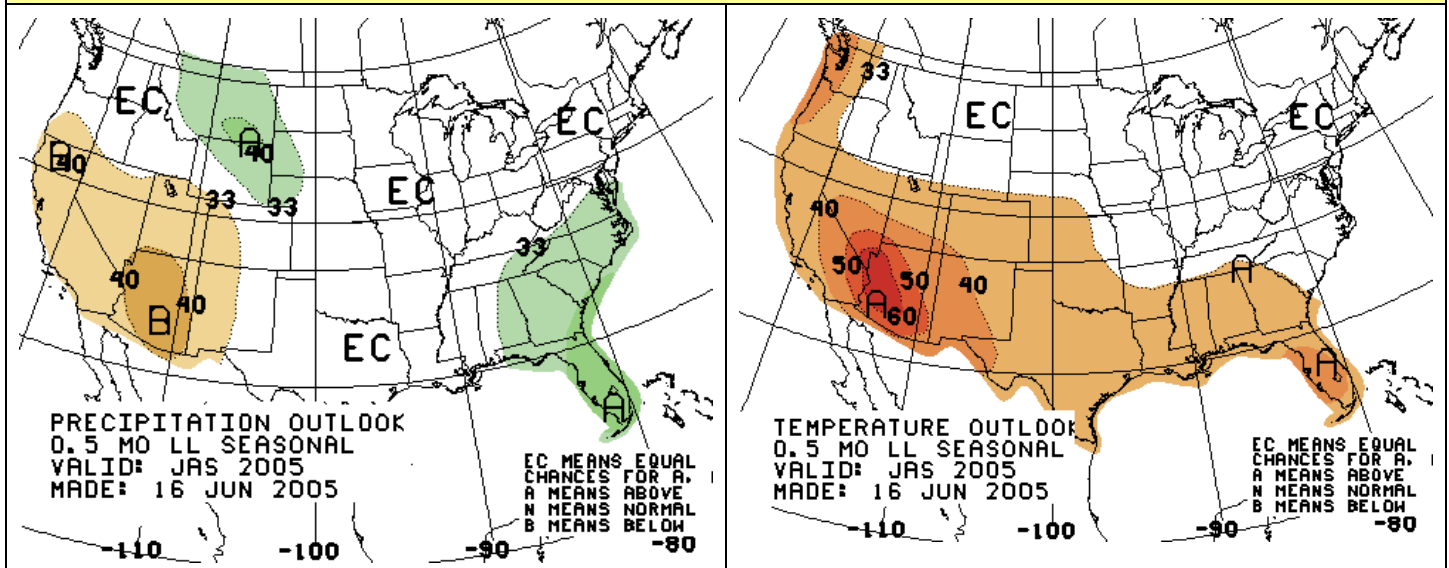 EC
A
40
EC
B
40
EC
33
33
33
40
40
B
EC
A
PRECIPITATION OUTLOOK
0.5 MO LL SEASONAL
VALID: JAS 2005
MADE: 16 JUN 2005
EC MEANS EQUAL
CHANCES FOR A,
A MEANS ABOVE
N MEANS NORMAL
B MEANS BELOW
-110
-100
-90
-80
33
EC
EC
40
50
50
40
A
60
A
A
TEMPERATURE OUTLOOK
0.5 MO LL SEASONAL
VALID: JAS 2005
MADE: 16 JUN 2005
EC MEANS EQUAL
CHANCES FOR A,
A MEANS ABOVE
N MEANS NORMAL
B MEANS BELOW
-110
-100
-90
-80